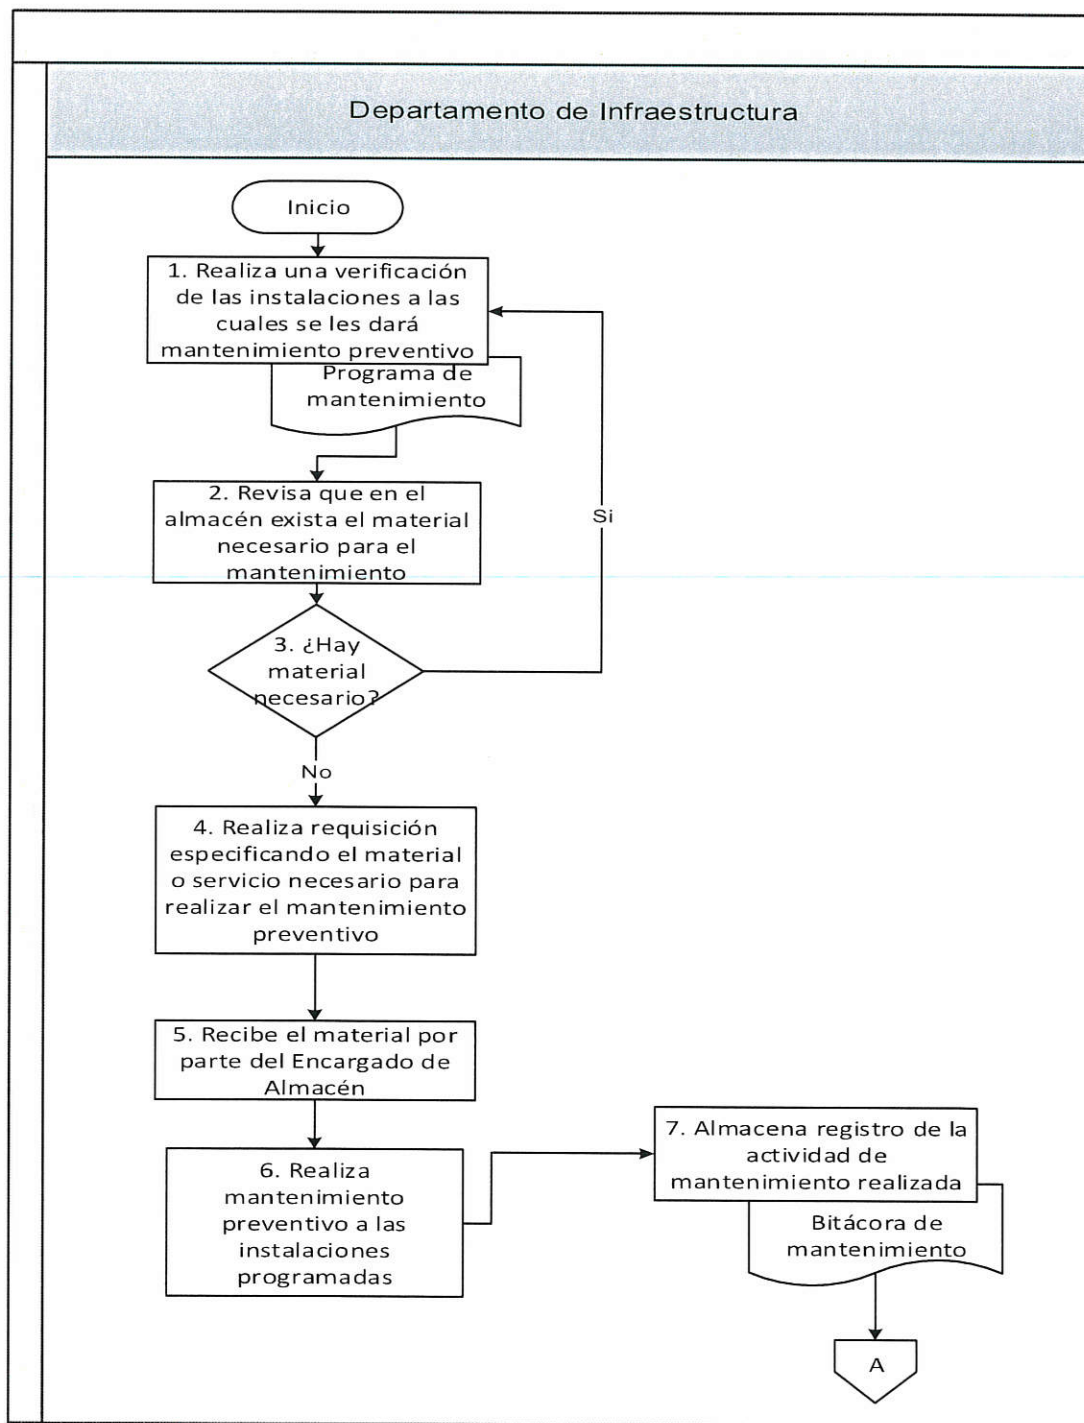 Departamento de Infraestructura
Inicio
1. Realiza una verificación
de las instalaciones a las
cuales se les dará
mantenimiento preventivo
Programa de
mantenimiento
2. Revisa que en el
almacén exista el material
necesario para el
mantenimiento
Si
3. ¿Hay
material
necesario?
No
4. Realiza requisición
especificando el material
o servicio necesario para
realizar el mantenimiento
preventivo
5. Recibe el material por
parte del Encargado de
Almacén
6. Realiza
mantenimiento
preventivo a las
instalaciones
programadas
7. Almacena registro de la
actividad de
mantenimiento realizada
Bitácora de
mantenimiento
A